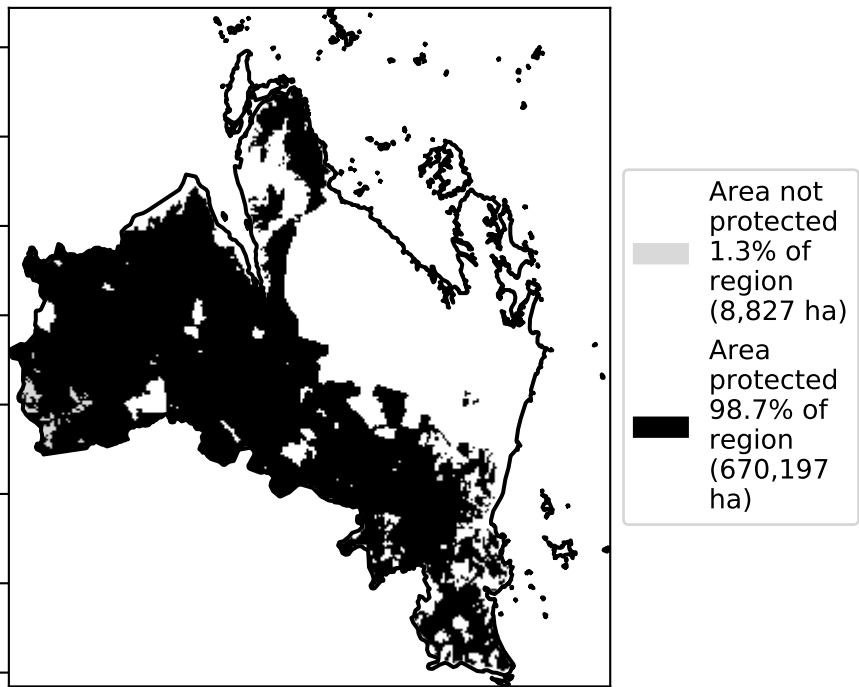 Area not
protected
1.3% of
region
(8,827 ha)
Area
protected
98.7% of
region
(670,197
ha)